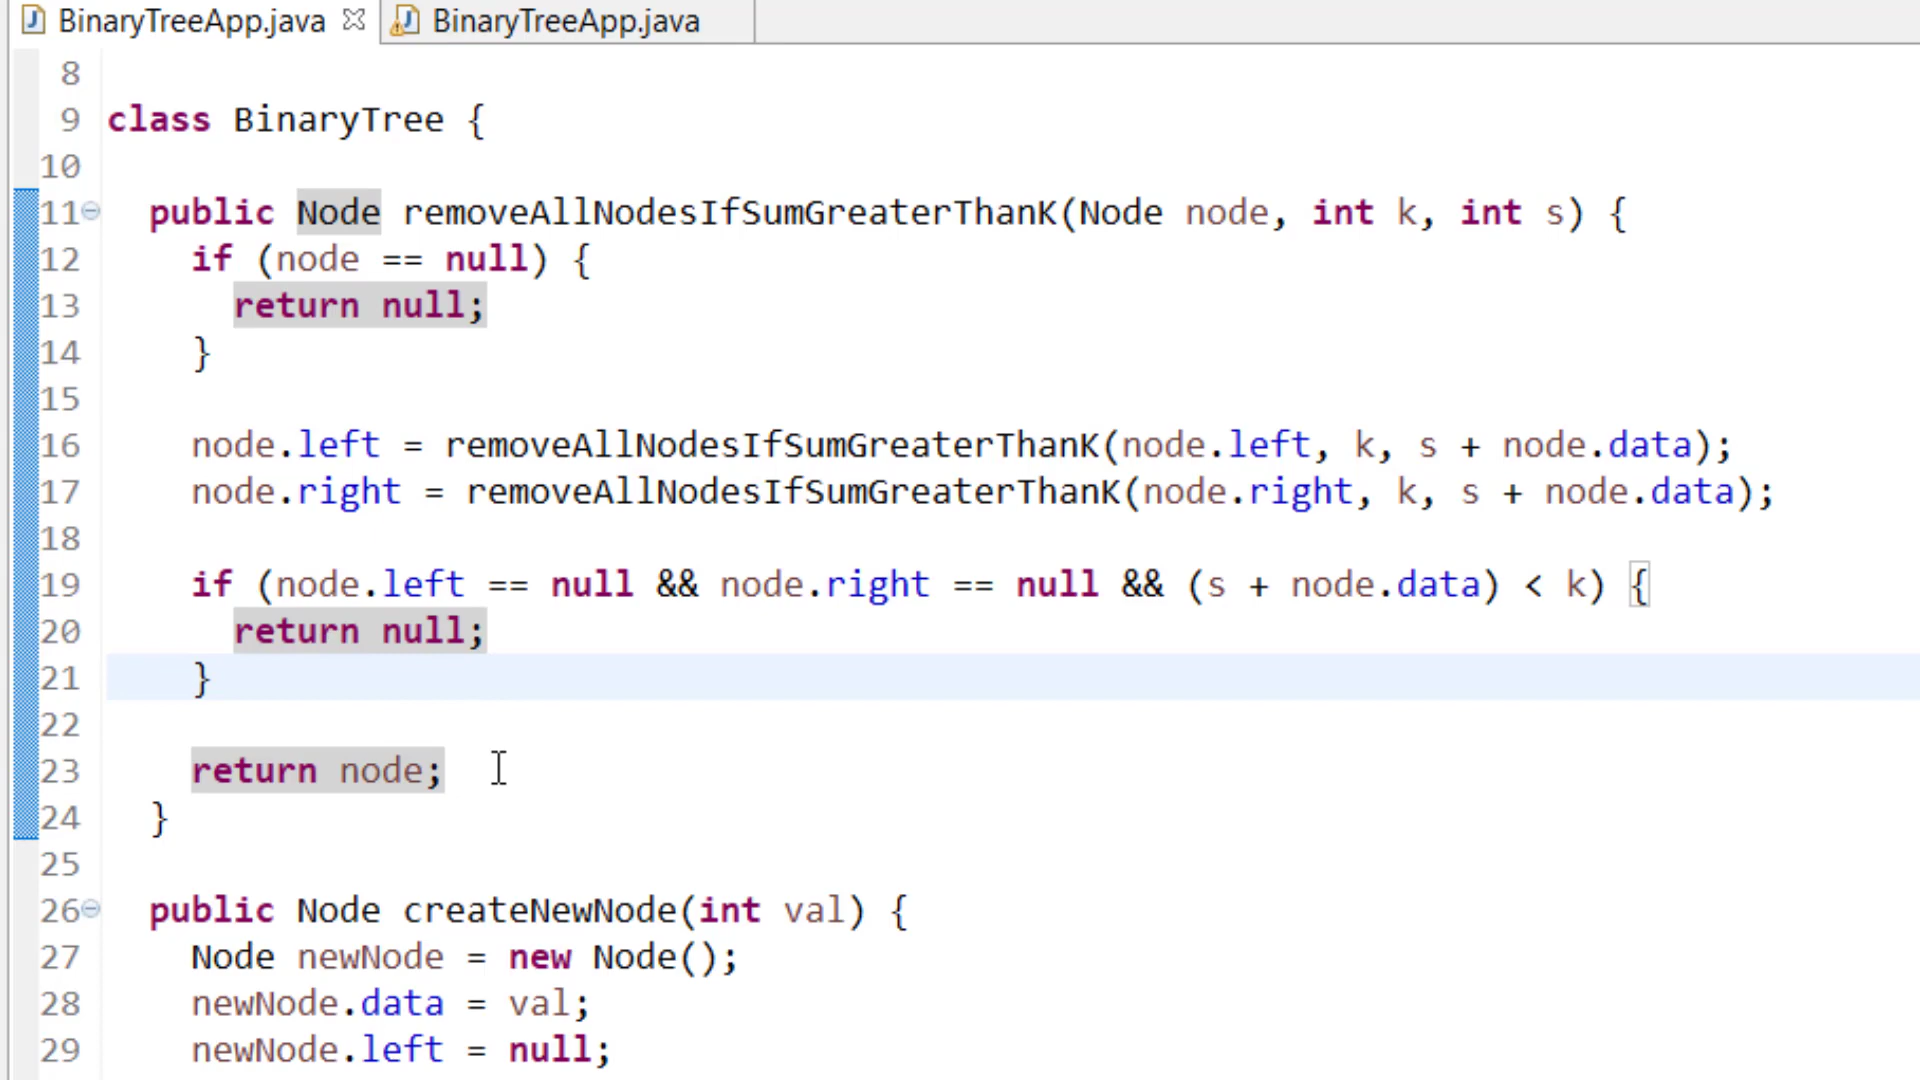 BinaryTreeApp.java BinaryTreeApp.java
8
9 class BinaryTree {
10
11 public Node removeAllNodesIfSumGreaterThanK(Node node, int k, int s) {
12 if (node == null) {
13 return null;
14 }
15
16 node.left = removeAllNodesIfSumGreaterThanK(node.left, k, s + node.data);
17 node.right = removeAllNodesIfSumGreaterThanK(node.right, k, s + node.data);
18
19 if (node.left == null && node.right == null && (s + node.data) < k) {
20 return null;
21 }
22
23 return node;
24 }
25
26 public Node createNewNode(int val) {
27 Node newNode = new Node();
28 newNode.data = val;
29 newNode.left = null;